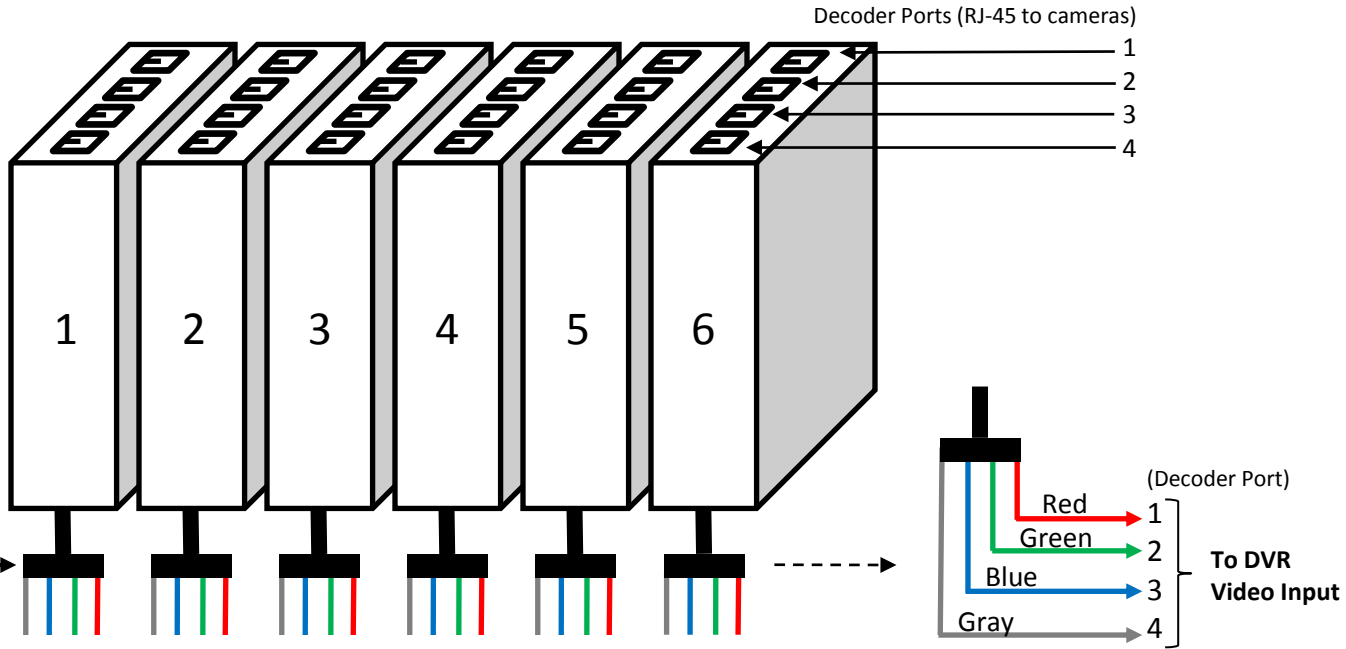 Decoder Ports (RJ-45 to cameras)
1
2
3
4
1 2 3 4 5 6
(Decoder Port)
Red 1
Green 2
Blue 3
Gray 4
To DVR
Video Input